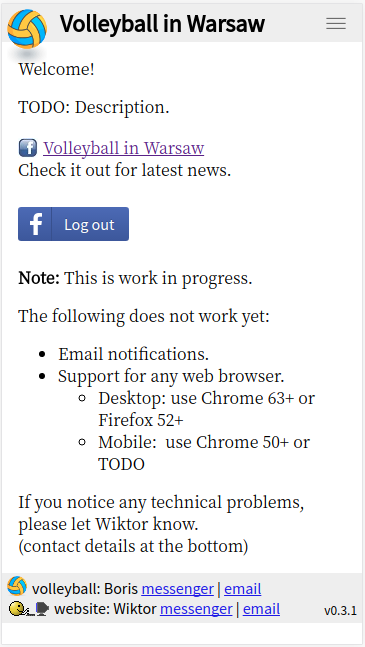 Volleyball in Warsaw
Welcome!
TODO: Description.
Volleyball in Warsaw
Check it out for latest news.
Log out
Note: This is work in progress.
The following does not work yet:
Email notifications.
Support for any web browser.
Desktop: use Chrome 63+ or
Firefox 52+
Mobile:  use Chrome 50+ or
TODO
If you notice any technical problems,
please let Wiktor know.
(contact details at the bottom)
volleyball: Boris messenger | email
website: Wiktor messenger | email
v0.3.1